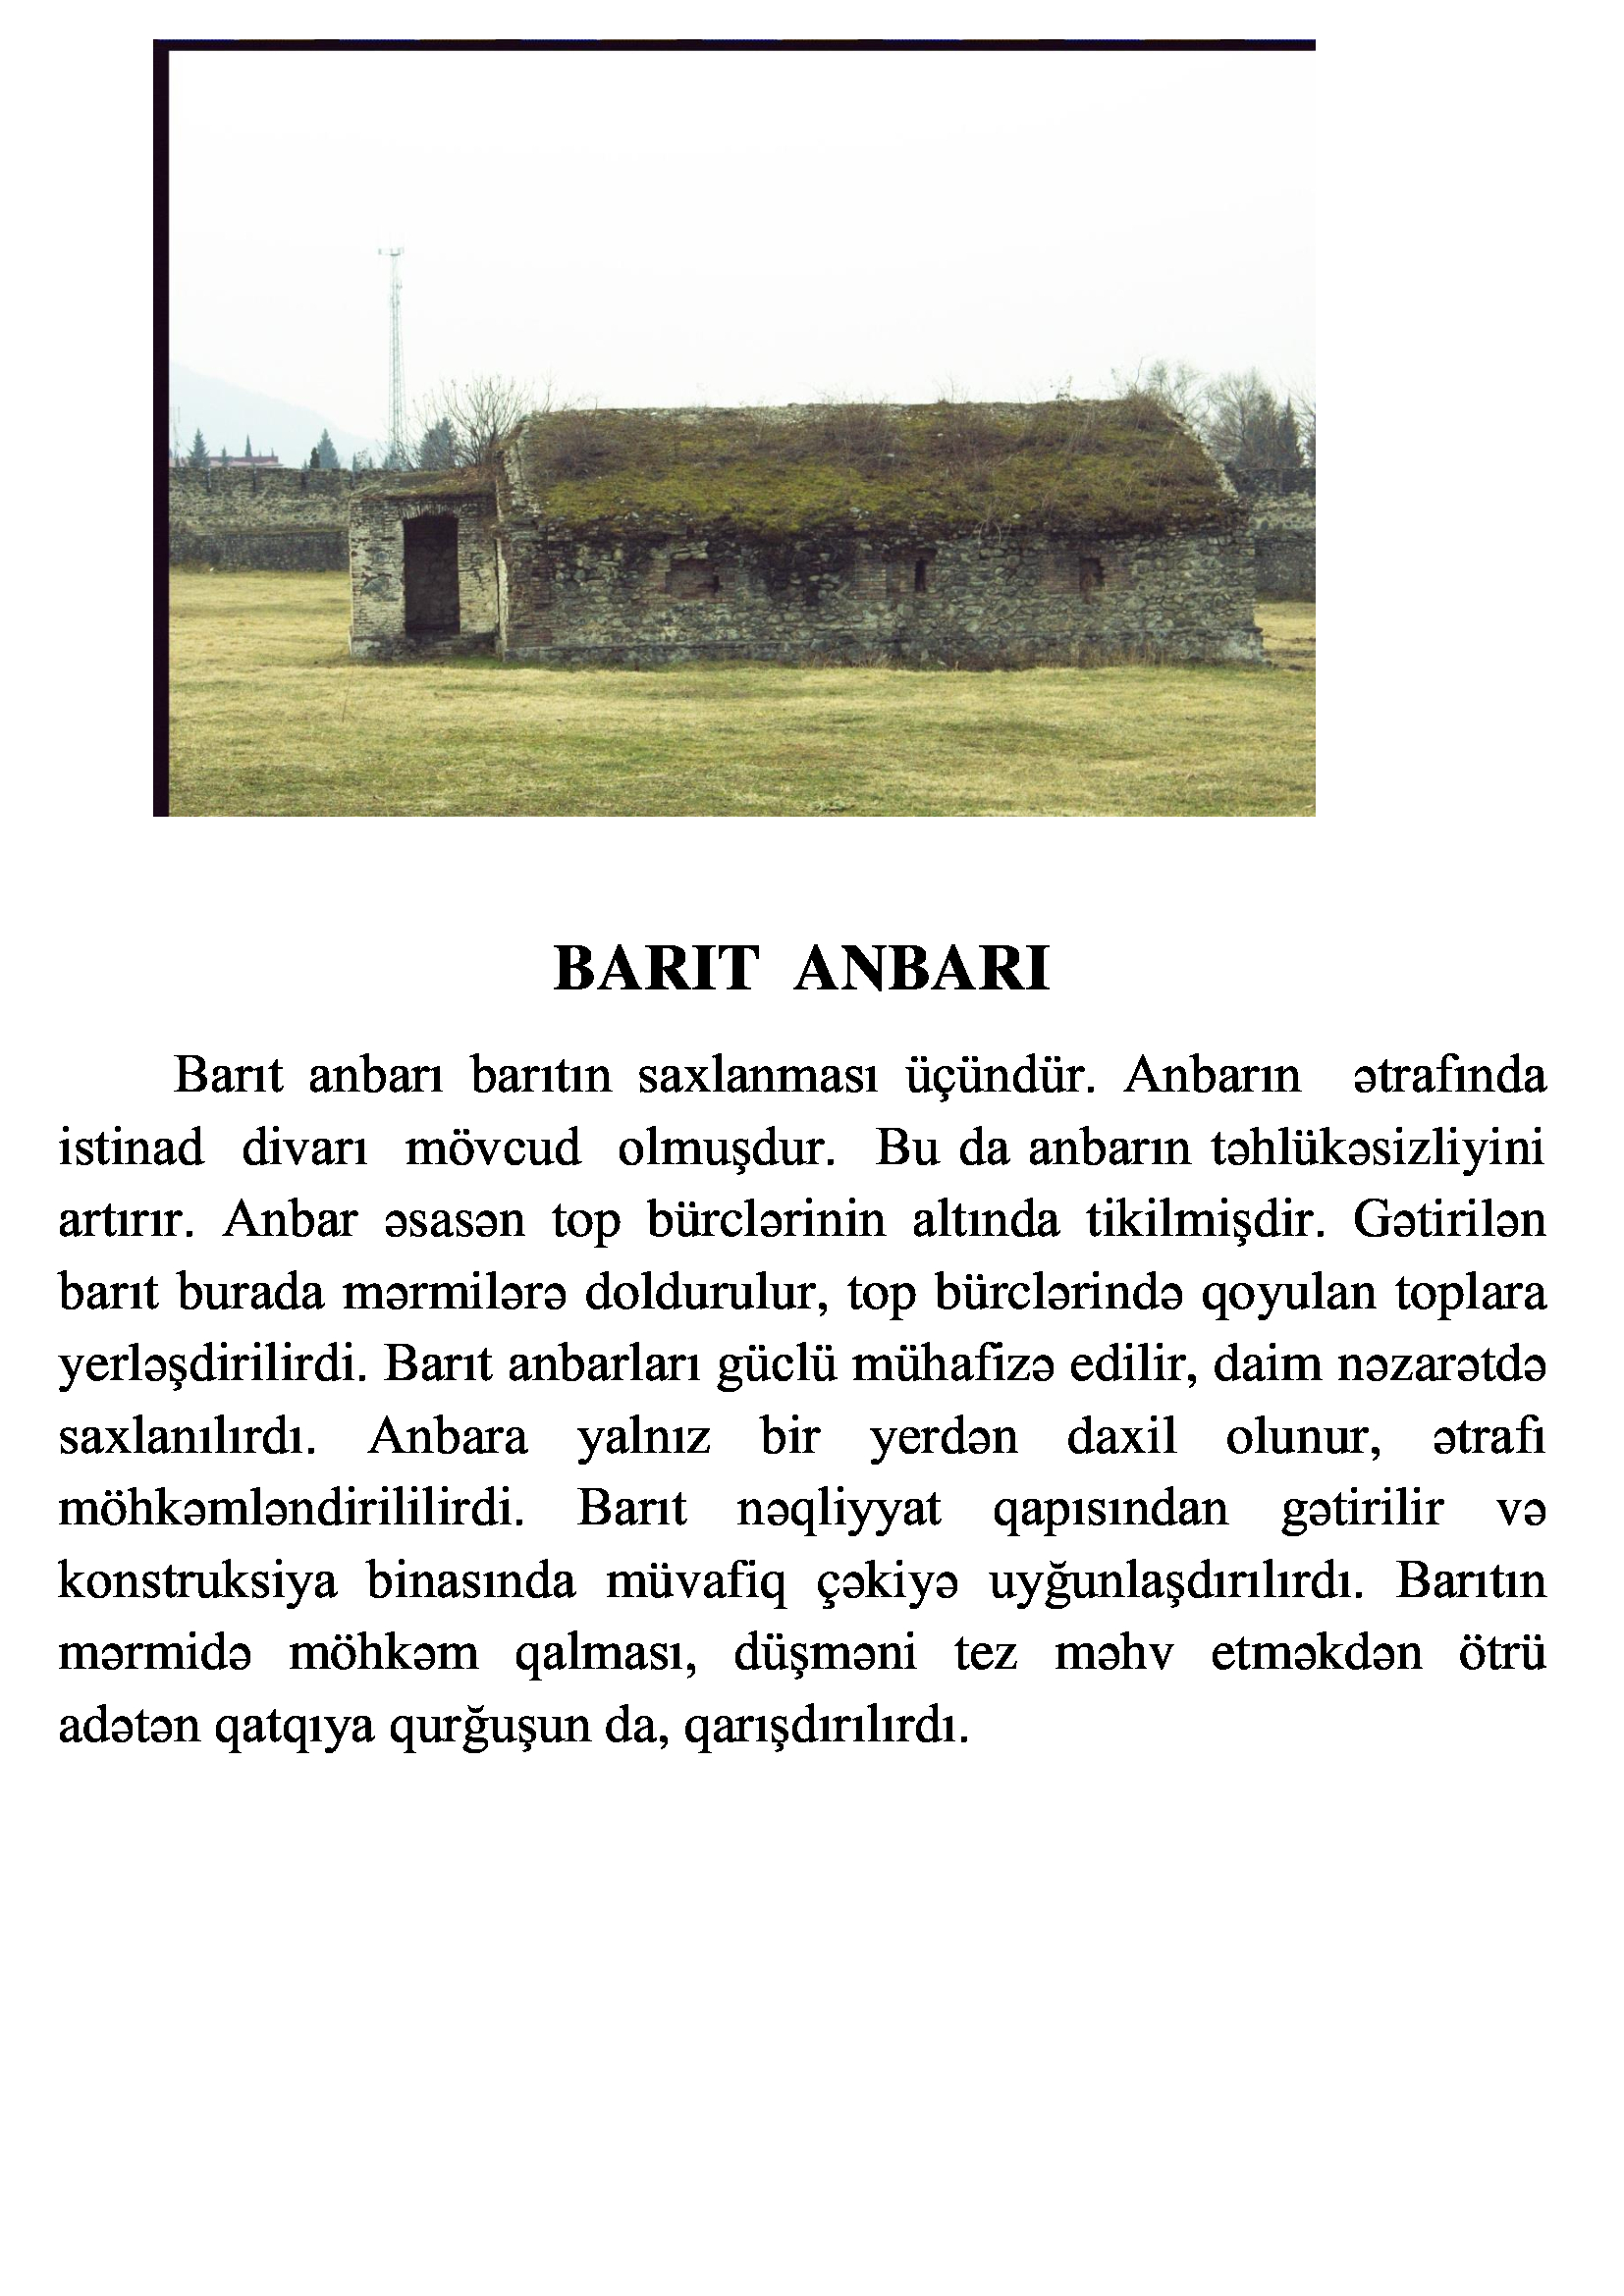 BARIT ANBARI
Barıt anbarı barıtın saxlanması üçündür. Anbarın ətrafında
istinad divarı mövcud olmuşdur. Bu da anbarın təhlükəsizliyini
artırır. Anbar əsasən top bürclərinin altında tikilmişdir. Gətirilən
barıt burada mərmilərə doldurulur, top bürclərində qoyulan toplara
yerləşdirilirdi. Barıt anbarları güclü mühafizə edilir, daim nəzarətdə
saxlanılırdı. Anbara yalnız bir yerdən daxil olunur, ətrafı
möhkəmləndirililirdi. Barıt nəqliyyat qapısından gətirilir və
konstruksiya binasında müvafiq çəkiyə uyğunlaşdırılırdı. Barıtın
mərmidə möhkəm qalması, düşməni tez məhv etməkdən ötrü
adətən qatqıya qurğuşun da, qarışdırılırdı.